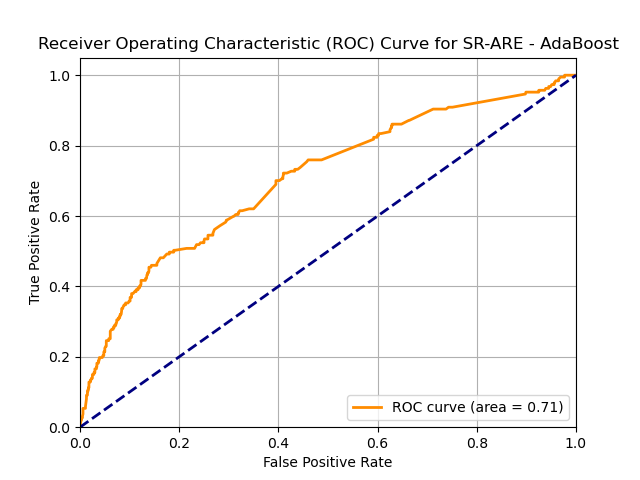 Receiver Operating Characteristic (ROC) Curve for SR-ARE - AdaBoost
1.0
0.8
0.6
0.4
0.2
0.0
True Positive Rate
ROC curve (area = 0.71)
0.0 0.2 0.4 0.6 0.8 1.0
False Positive Rate